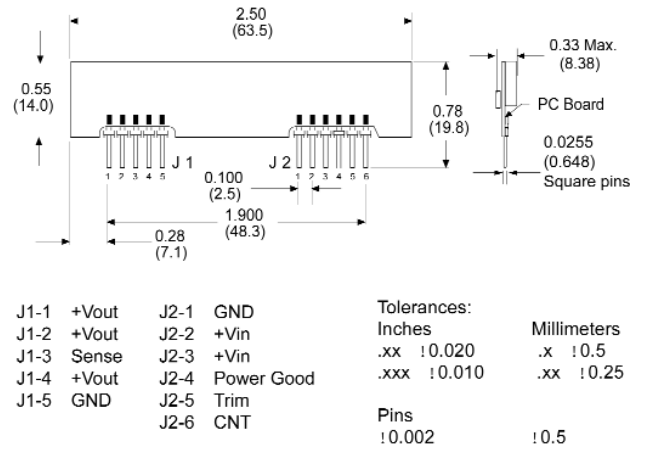 2.50
(63.5)
0.33 Max.
(8.38)
0.55
(14.0)
0.78
(19.8)
PC Board
J 1
J 2
1 2 3 4 5
1 2 3 4 5 6
0.0255
(0.648)
Square pins
0.100
(2.5)
1.900
(48.3)
0.28
(7.1)
J1-1 +Vout
J1-2 +Vout
J1-3 Sense
J1-4 +Vout
J1-5 GND
J2-1 GND
J2-2 +Vin
J2-3 +Vin
J2-4 Power Good
J2-5 Trim
J2-6 CNT
Tolerances:
Inches Millimeters
.xx !0.020 .x !0.5
.xxx !0.010 .xx !0.25
Pins
!0.002 !0.5